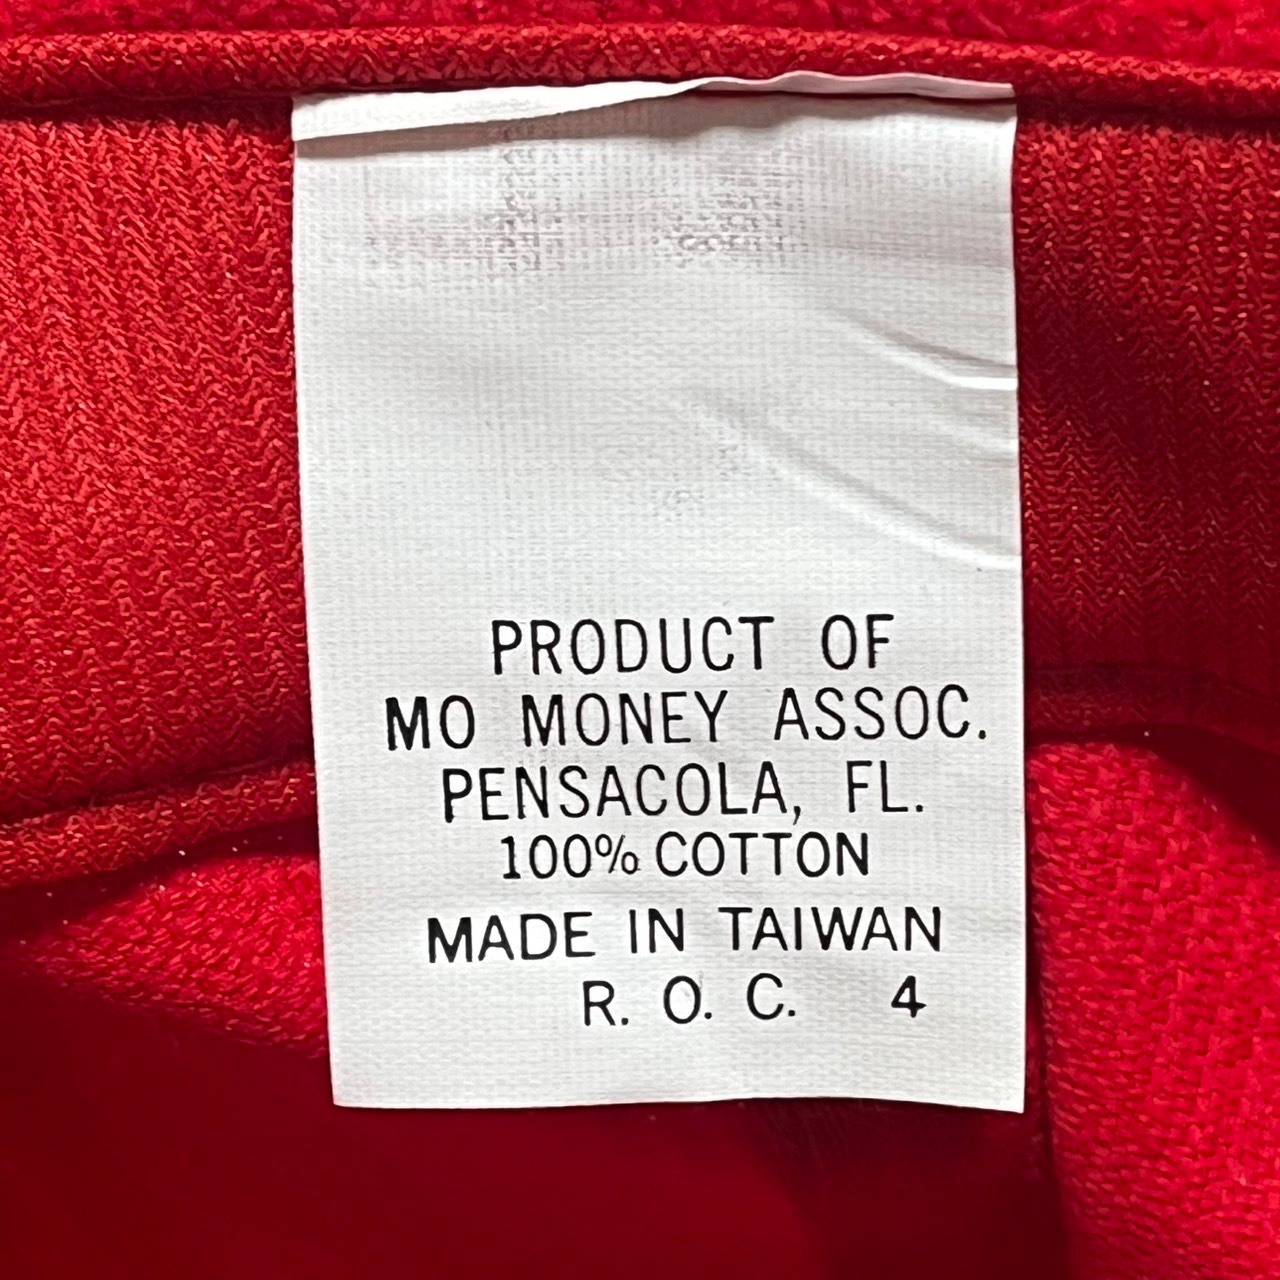 PRODUCT OF
MO MONEY ASSOC.
PENSACOLA, FL.
100% COTTON
MADE IN TAIWAN
R. O. C. 4